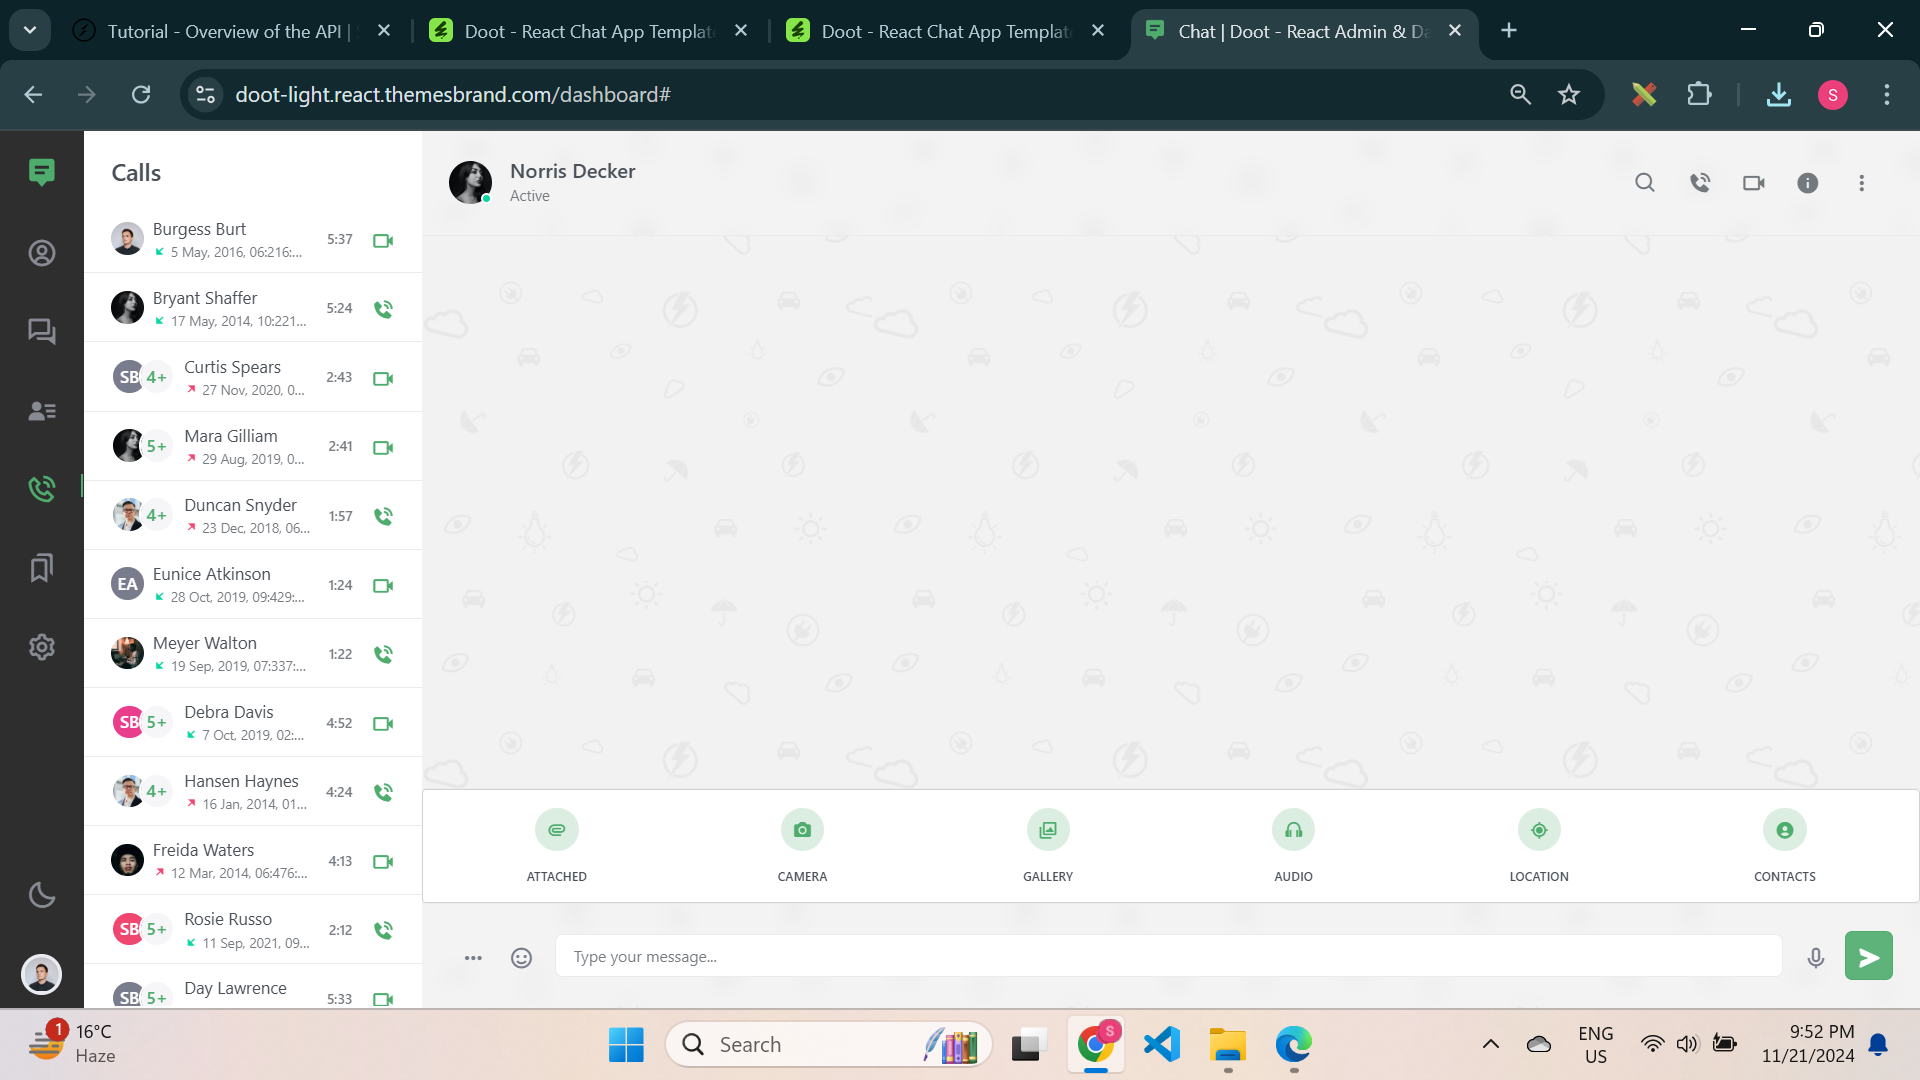 Tutorial - Overview of the API |
Doot - React Chat App Templat
Doot - React Chat App Templat
Chat | Doot - React Admin & Da
doot-light.react.themesbrand.com/dashboard#
S
Calls
Burgess Burt
5 May, 2016, 06:216:...
5:37
Bryant Shaffer
17 May, 2014, 10:221...
5:24
SB 4+
Curtis Spears
27 Nov, 2020, 0...
2:43
5+
Mara Gilliam
29 Aug, 2019, 0...
2:41
4+
Duncan Snyder
23 Dec, 2018, 06...
1:57
EA
Eunice Atkinson
28 Oct, 2019, 09:429:...
1:24
Meyer Walton
19 Sep, 2019, 07:337:...
1:22
SB 5+
Debra Davis
7 Oct, 2019, 02:...
4:52
4+
Hansen Haynes
16 Jan, 2014, 01...
4:24
Freida Waters
12 Mar, 2014, 06:476:...
4:13
SB 5+
Rosie Russo
11 Sep, 2021, 09...
2:12
SB 5+
Day Lawrence
5:33
Norris Decker
Active
ATTACHED
CAMERA
GALLERY
AUDIO
LOCATION
CONTACTS
Type your message...
1
16°C
Haze
Search
S
ENG
US
9:52 PM
11/21/2024